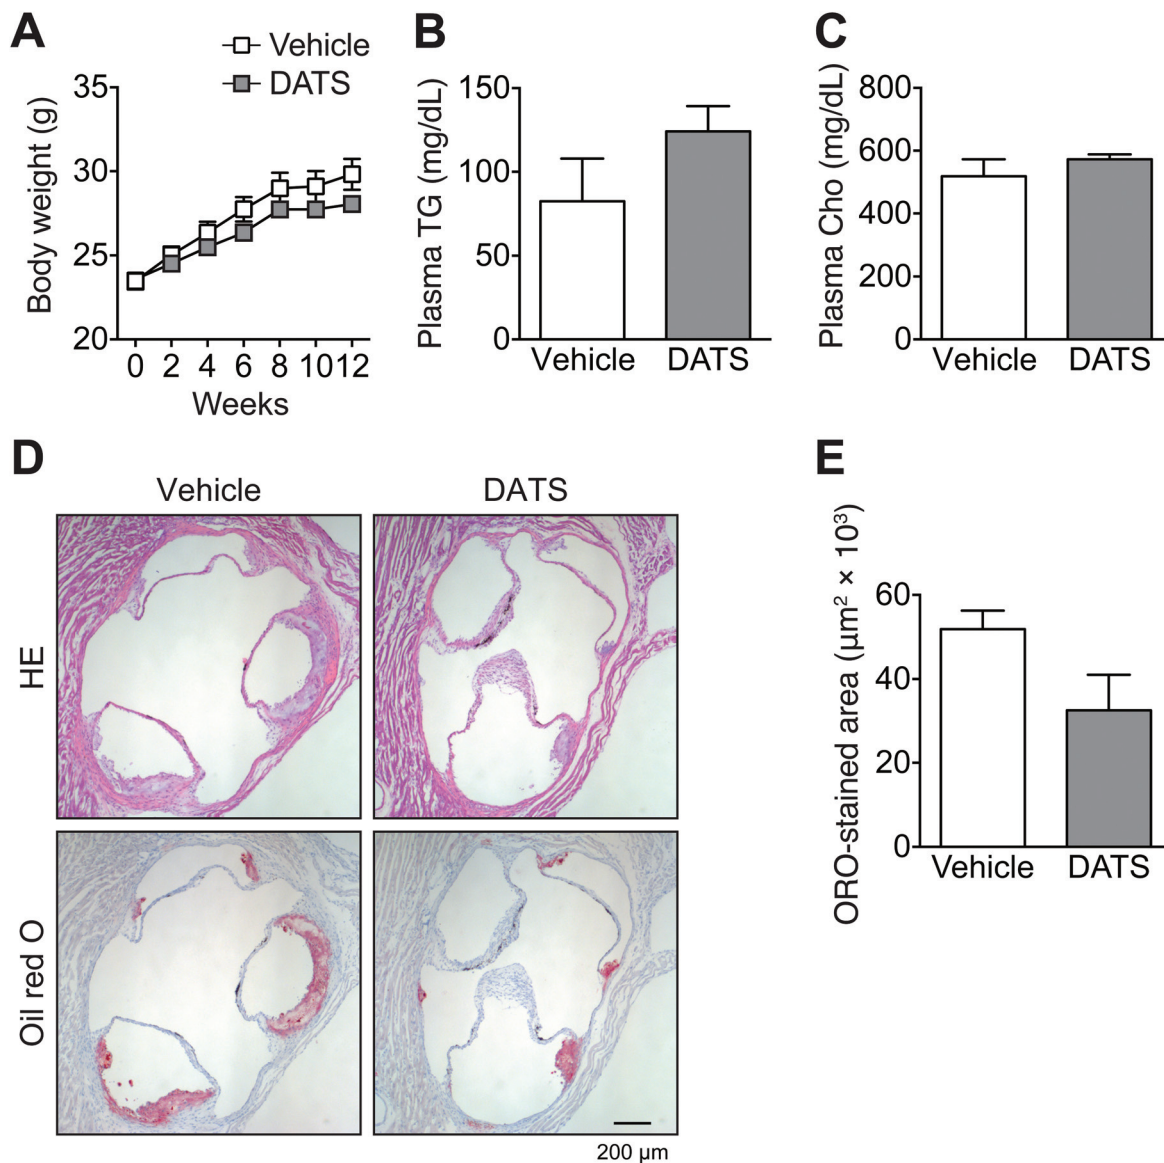 A
Vehicle
DATS
Body weight (g)
35
30
25
20
0 2 4 6 8 10 12
Weeks
B
Plasma TG (mg/dL)
150
100
50
0
Vehicle DATS
C
Plasma Cho (mg/dL)
800
600
400
200
0
Vehicle DATS
D
Vehicle DATS
HE
Oil red O
200 µm
E
ORO-stained area (µm² × 10³)
60
40
20
0
Vehicle DATS